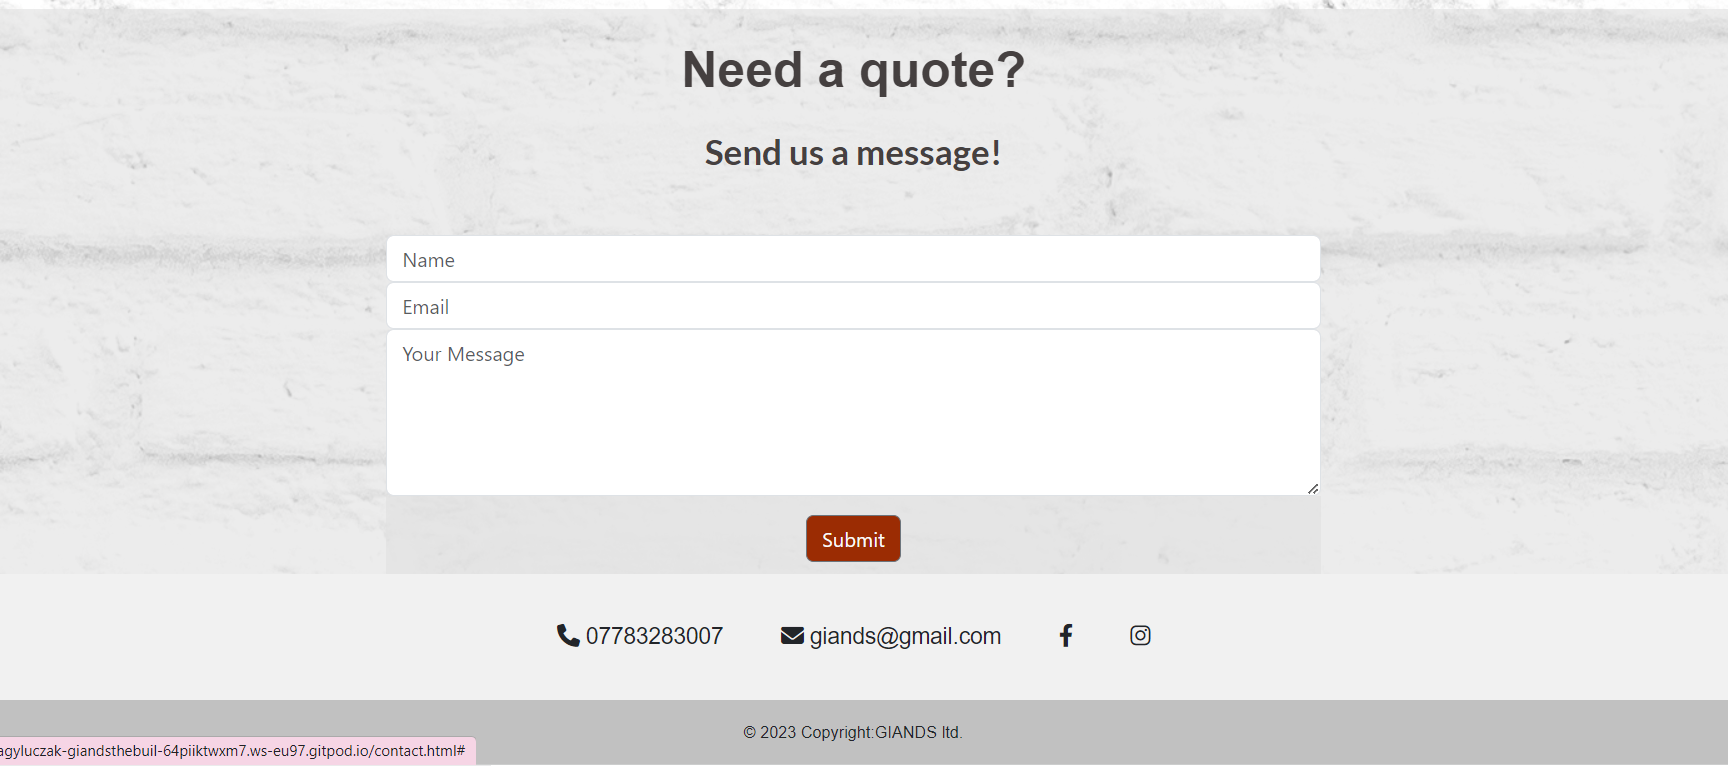 Need a quote?
Send us a message!
Name
Email
Your Message
Submit
07783283007 giands@gmail.com
© 2023 Copyright:GIANDS ltd.
agyluczak-giandsthebuil-64piiktwxm7.ws-eu97.gitpod.io/contact.html#